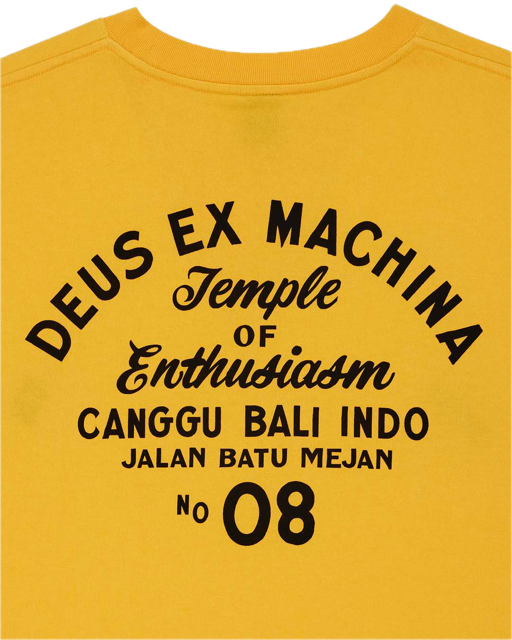 DEUS EX MACHINA
Temple
OF
Enthusiasm
CANGGU BALI INDO
JALAN BATU MEJAN
NO 08